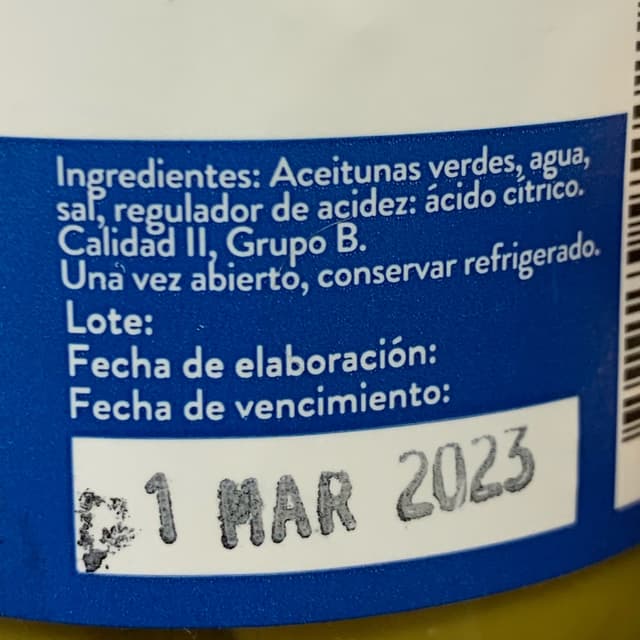 Ingredientes: Aceitunas verdes, agua,
sal, regulador de acidez: ácido cítrico.
Calidad II, Grupo B.
Una vez abierto, conservar refrigerado.
Lote:
Fecha de elaboración:
Fecha de vencimiento:
1 MAR 2023